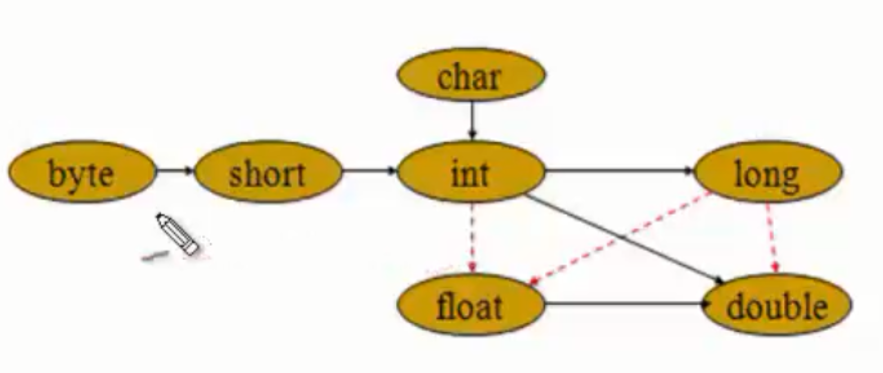 char
byte short int long
float double